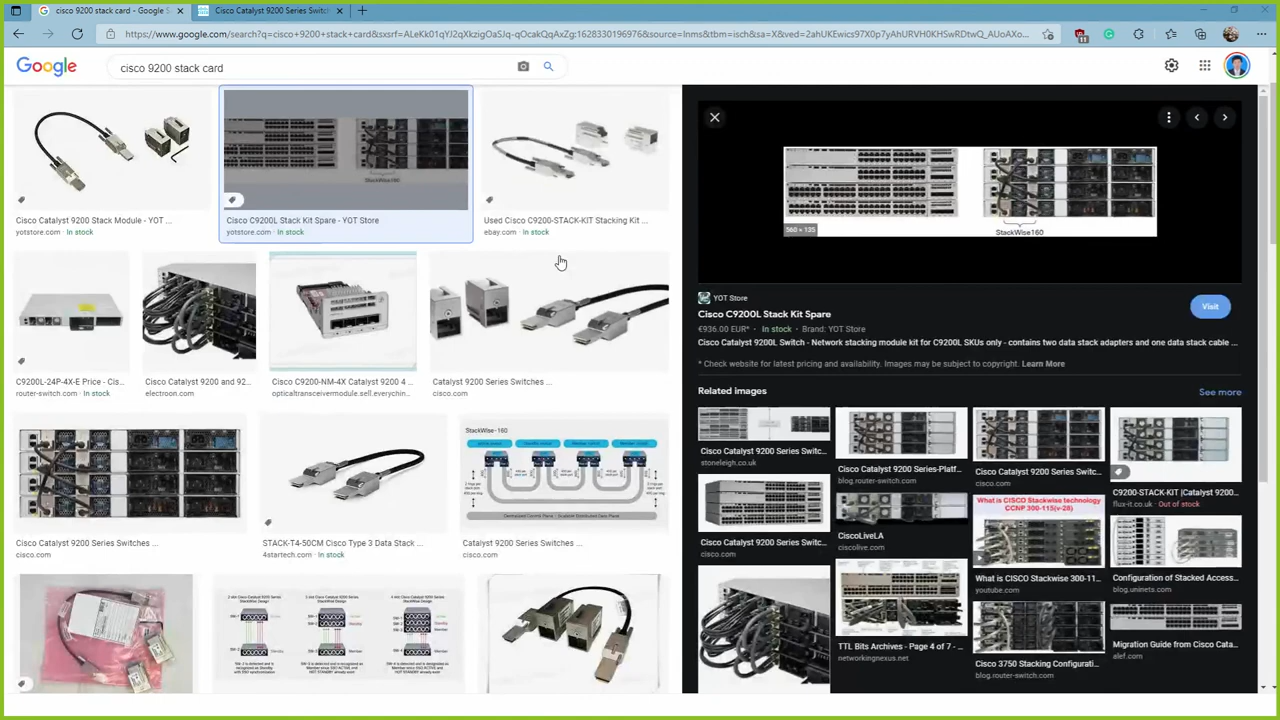 cisco 9200 stack card - Google S
Cisco Catalyst 9200 Series Switch
https://www.google.com/search?q=cisco+9200+stack+card&sxsrf=ALeKk01qYJ2qXkzigOaSJq-qOcakQqAxZg:1628330196976&source=lnms&tbm=isch&sa=X&ved=2ahUKEwics97X0p7yAhURVH0KHSwRDtwQ_AUoAXo...
11
Google
cisco 9200 stack card
StackWise160
Cisco Catalyst 9200 Stack Module - YOT ...
yotstore.com · In stock
Cisco C9200L Stack Kit Spare - YOT Store
yotstore.com · In stock
Used Cisco C9200-STACK-KIT Stacking Kit ...
ebay.com · In stock
C9200L-24P-4X-E Price - Cis...
router-switch.com · In stock
Cisco Catalyst 9200 and 92...
electroon.com
Cisco C9200-NM-4X Catalyst 9200 4 ...
opticaltransceivermodule.sell.everychin...
Catalyst 9200 Series Switches ...
cisco.com
StackWise-160
Cisco Catalyst 9200 Series Switches ...
cisco.com
STACK-T4-50CM Cisco Type 3 Data Stack ...
4startech.com · In stock
Catalyst 9200 Series Switches ...
cisco.com
StackWise160
560 × 135
YOT Store
Visit
Cisco C9200L Stack Kit Spare
€936.00 EUR* · In stock · Brand: YOT Store
Cisco Catalyst 9200L Switch - Network stacking module kit for C9200L SKUs only - contains two data stack adapters and one data stack cable ...
* Check website for latest pricing and availability. Images may be subject to copyright. Learn More
Related images
See more
Cisco Catalyst 9200 Series Switc...
stoneleigh.co.uk
Cisco Catalyst 9200 Series-Platf...
blog.router-switch.com
Cisco Catalyst 9200 Series Switc...
cisco.com
C9200-STACK-KIT |Catalyst 9200...
flux-it.co.uk · Out of stock
Cisco Catalyst 9200 Series Switc...
cisco.com
CiscoLiveLA
ciscolive.com
What is CISCO Stackwise technology
CCNP 300-115(v-28)
What is CISCO Stackwise 300-11...
youtube.com
Configuration of Stacked Access...
blog.uninets.com
TTL Bits Archives - Page 4 of 7 - ...
networkingnexus.net
Cisco 3750 Stacking Configurati...
blog.router-switch.com
Migration Guide from Cisco Cata...
alef.com